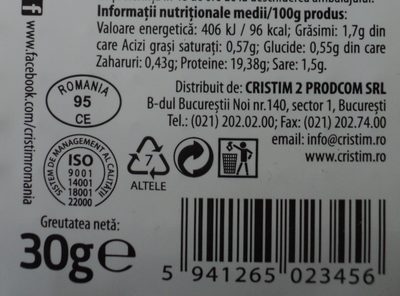 Informații nutriționale medii/100g produs:
Valoare energetică: 406 kJ / 96 kcal; Grăsimi: 1,7g din
care Acizi grași saturați: 0,57g; Glucide: 0,55g din care
Zaharuri: 0,43g; Proteine: 19,38g; Sare: 1,5g.
www.facebook.com/cristimromania
ROMANIA
95
CE
Distribuit de: CRISTIM 2 PRODCOM SRL
B-dul Bucureștii Noi nr.140, sector 1, București
Tel.: (021) 202.02.00; Fax: (021) 202.74.00
email: info@cristim.ro
www.cristim.ro
SISTEM DE MANAGEMENT AL CALITĂȚII
ISO
9001
14001
18001
22000
7
ALTELE
Greutatea netă:
30g e
5 941265 023456